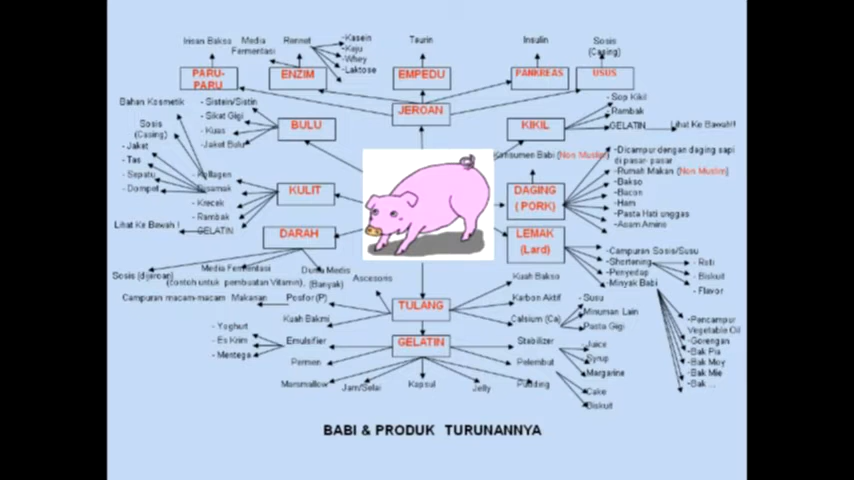 Irisan Bakso
Media
Fermentasi
Rennet
-Kasein
-Keju
-Whey
-Laktose
Taurin
Insulin
Sosis
(Casing)
PARU-
PARU
ENZIM
EMPEDU
PANKREAS
USUS
JEROAN
Bahan Kosmetik
- Sistein/Sistin
- Sikat Gigi
- Kuas
- Jaket Bulu
BULU
KIKIL
- Sop Kikil
- Rambak
-GELATIN
Lihat Ke Bawah!!
Sosis
(Casing)
- Jaket
- Tas
- Sepatu
- Dompet
- Kollagen
- Disamak
- Krecek
- Rambak
- GELATIN
Lihat Ke Bawah !
KULIT
Konsumen Babi (Non Muslim)
DAGING
( PORK)
-Dicampur dengan daging sapi
di pasar- pasar
-Rumah Makan (Non Muslim)
-Bakso
-Bacon
-Ham
-Pasta Hati unggas
-Asam Amino
DARAH
LEMAK
(Lard)
-Campuran Sosis/Susu
-Shortening
-Penyedap
-Minyak Babi
- Roti
- Biskuit
- Flavor
Sosis (dijeroan)
Media Fermentasi
(contoh untuk pembuatan Vitamin),
Dunia Medis
(Banyak)
Ascesoris
Kuah Bakso
Campuran macam-macam Makanan
Posfor (P)
TULANG
Karbon Aktif
Calsium (Ca)
- Susu
-Minuman Lain
-Pasta Gigi
Kuah Bakmi
-Pencampur
Vegetable Oil
-Gorengan
-Bak Pia
-Bak Moy
-Bak Mie
-Bak ...
- Yoghurt
- Es Krim
- Mentega
Emulsifier
GELATIN
Stabilizer
Permen
Pelembut
-Juice
-Syrup
-Margarine
Marsmallow
Jam/Selai
Kapsul
Jelly
Pudding
-Cake
-Biskuit
BABI & PRODUK TURUNANNYA